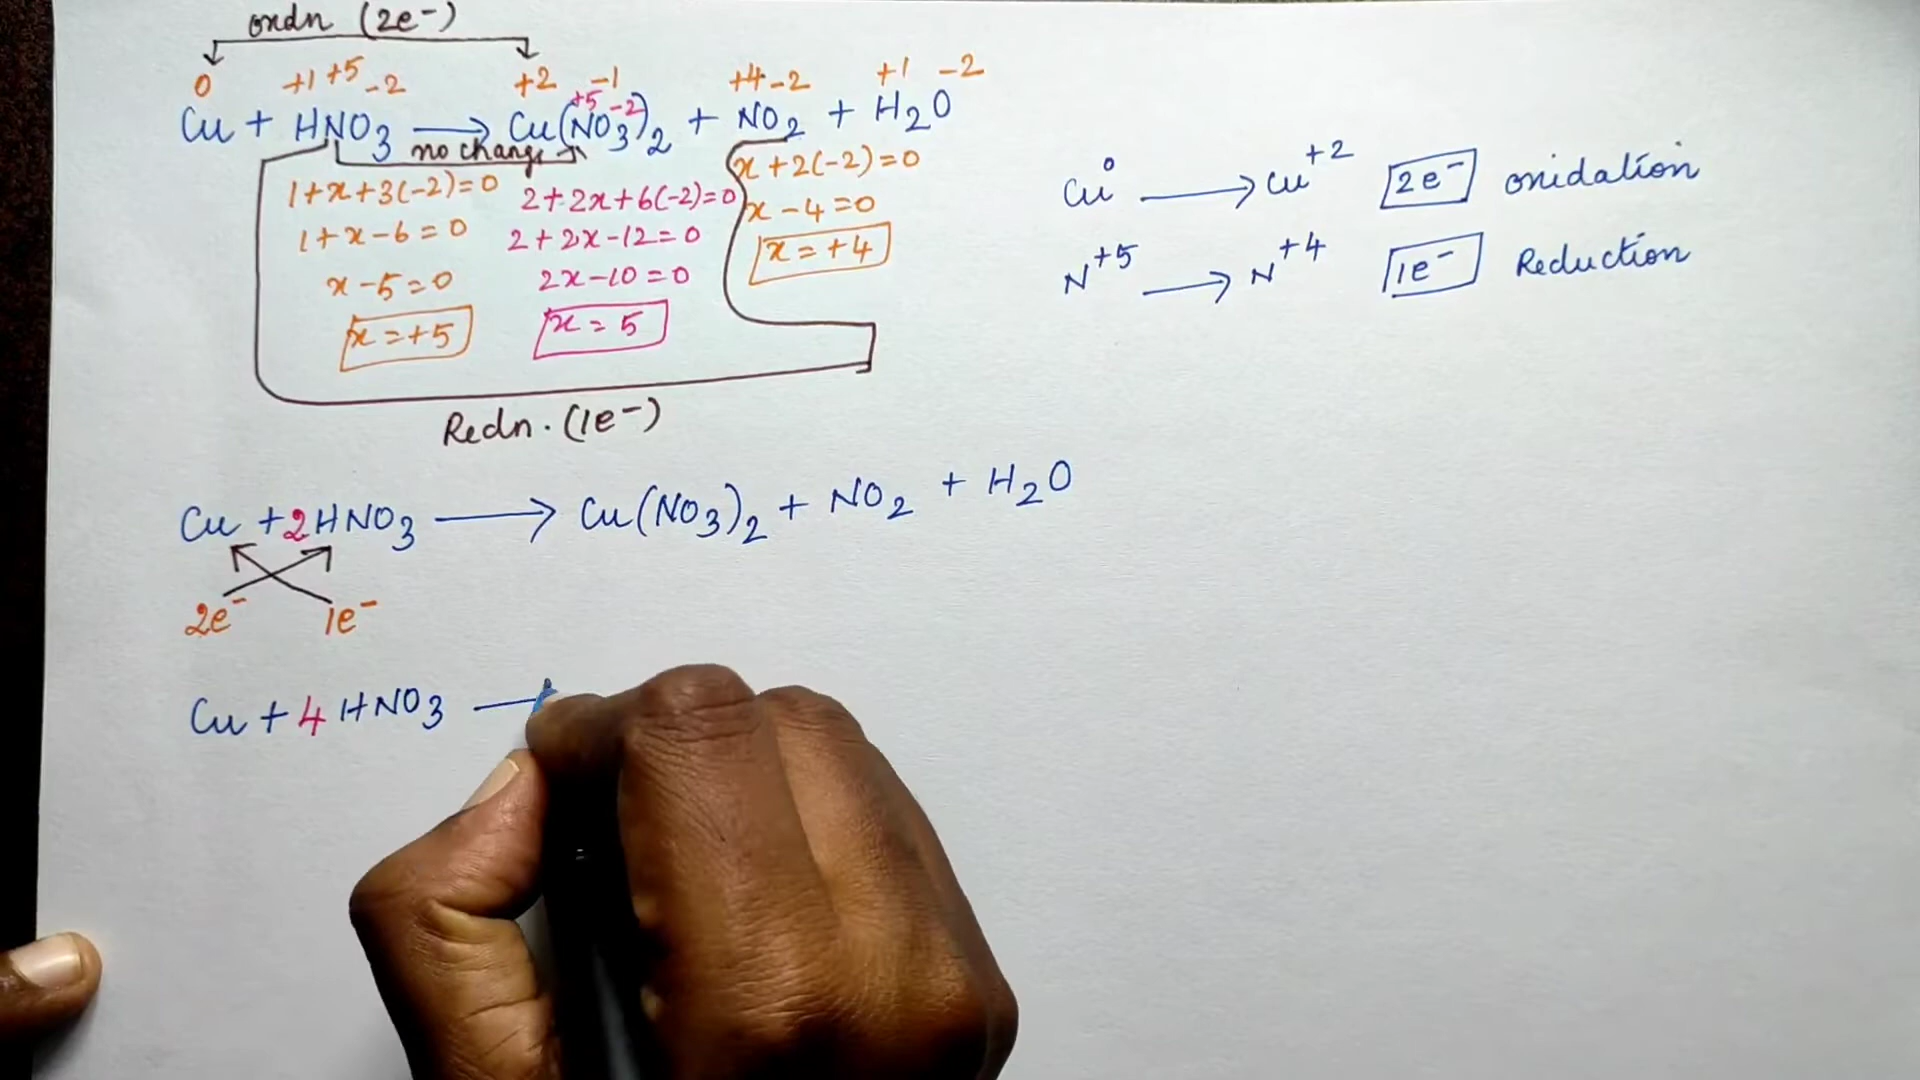 oxdn (2e⁻)
0 +1 +5 -2 +2 -1 +4 -2 +1 -2
+5 -2
Cu + HNO₃ → Cu(NO₃)₂ + NO₂ + H₂O
no change
1+x+3(-2)=0 2+2x+6(-2)=0 x+2(-2)=0
1+x-6=0 2+2x-12=0 x-4=0
x-5=0 2x-10=0 x=+4
x=+5 x=5
Redn. (1e⁻)
Cu⁰ → Cu⁺² 2e⁻ oxidation
N⁺⁵ → N⁺⁴ 1e⁻ Reduction
Cu + 2HNO₃ → Cu(NO₃)₂ + NO₂ + H₂O
2e⁻ 1e⁻
Cu + 4 HNO₃ —